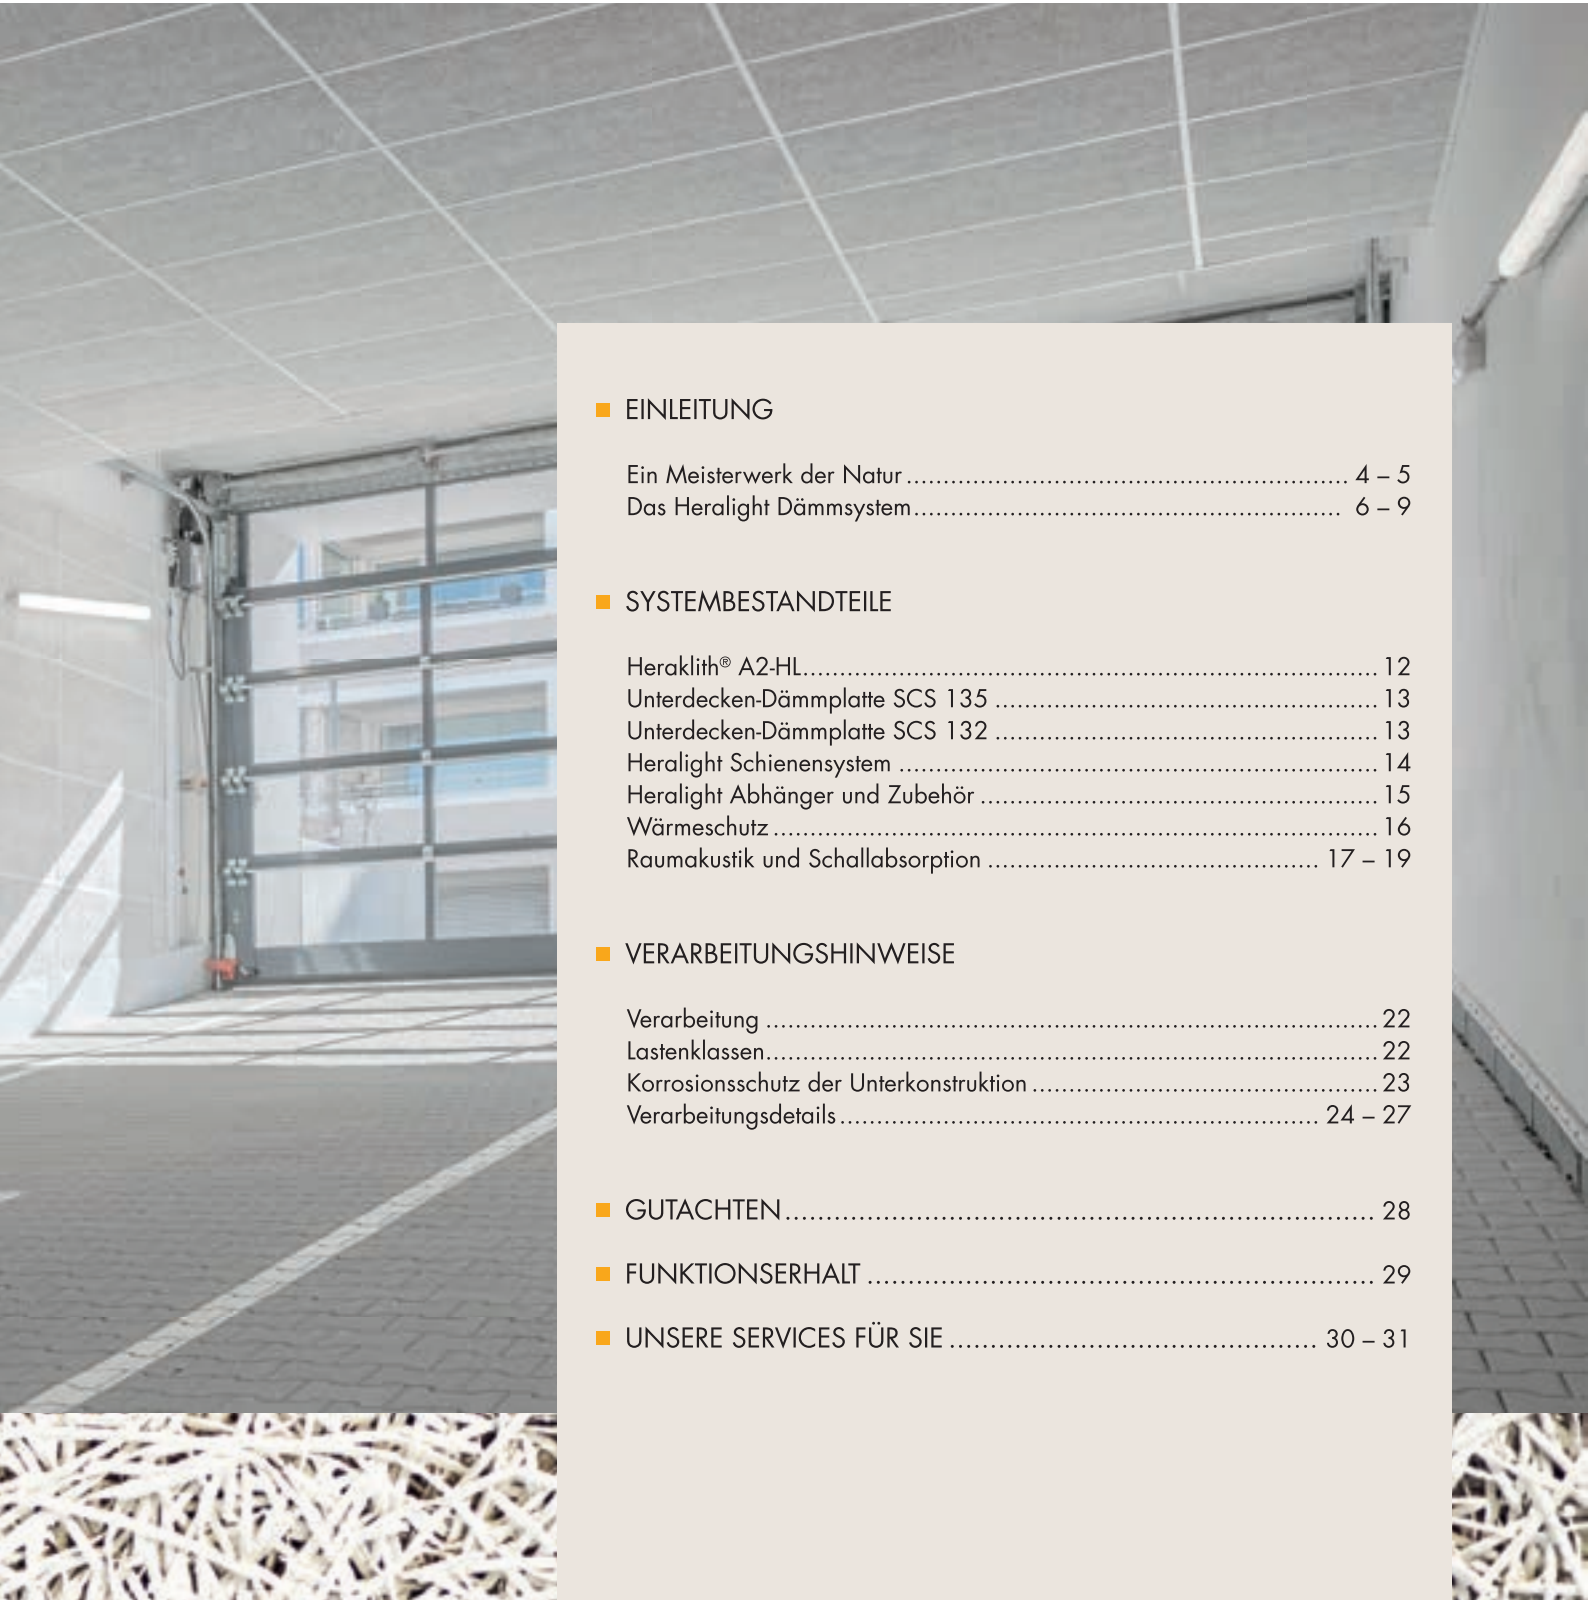 EINLEITUNG
Ein Meisterwerk der Natur ........................................................... 4 – 5
Das Heralight Dämmsystem......................................................... 6 – 9
SYSTEMBESTANDTEILE
Heraklith® A2-HL............................................................................. 12
Unterdecken-Dämmplatte SCS 135 .................................................... 13
Unterdecken-Dämmplatte SCS 132 .................................................... 13
Heralight Schienensystem ................................................................. 14
Heralight Abhänger und Zubehör ...................................................... 15
Wärmeschutz .................................................................................. 16
Raumakustik und Schallabsorption ............................................. 17 – 19
VERARBEITUNGSHINWEISE
Verarbeitung ................................................................................... 22
Lastenklassen................................................................................... 22
Korrosionsschutz der Unterkonstruktion ............................................... 23
Verarbeitungsdetails ................................................................. 24 – 27
GUTACHTEN........................................................................ 28
FUNKTIONSERHALT .............................................................. 29
UNSERE SERVICES FÜR SIE ............................................. 30 – 31